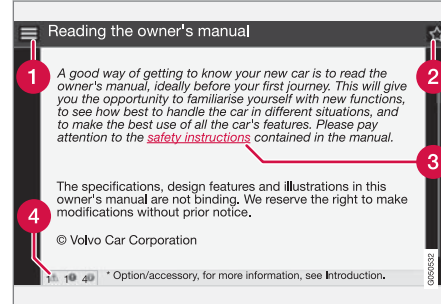 Reading the owner's manual
1
2
A good way of getting to know your new car is to read the
owner's manual, ideally before your first journey. This will give
you the opportunity to familiarise yourself with new functions,
to see how best to handle the car in different situations, and
to make the best use of all the car's features. Please pay
attention to the safety instructions contained in the manual.
3
The specifications, design features and illustrations in this
owner's manual are not binding. We reserve the right to make
modifications without prior notice.
4
© Volvo Car Corporation
1 1 4 * Option/accessory, for more information, see Introduction.
G050532